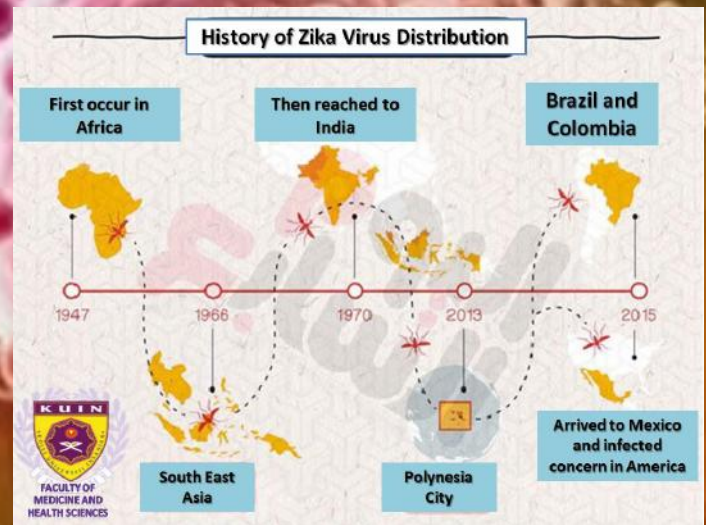 History of Zika Virus Distribution
First occur in
Africa
Then reached to
India
Brazil and
Colombia
1947
1966
1970
2013
2015
South East
Asia
Polynesia
City
Arrived to Mexico
and infected
concern in America
KUIN
FACULTY OF
MEDICINE AND
HEALTH SCIENCES